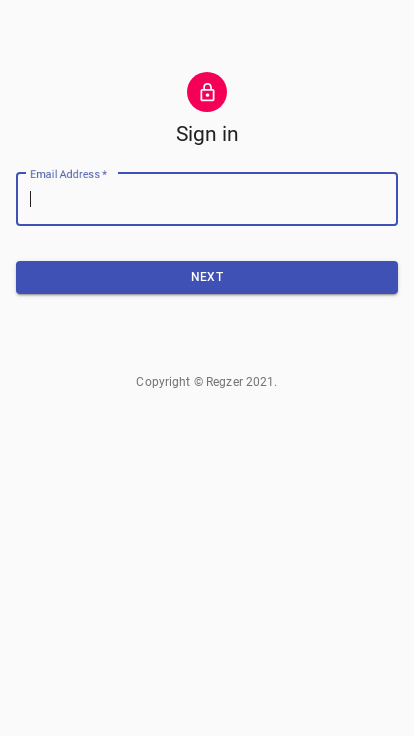 Sign in
Email Address *
NEXT
Copyright © Regzer 2021.